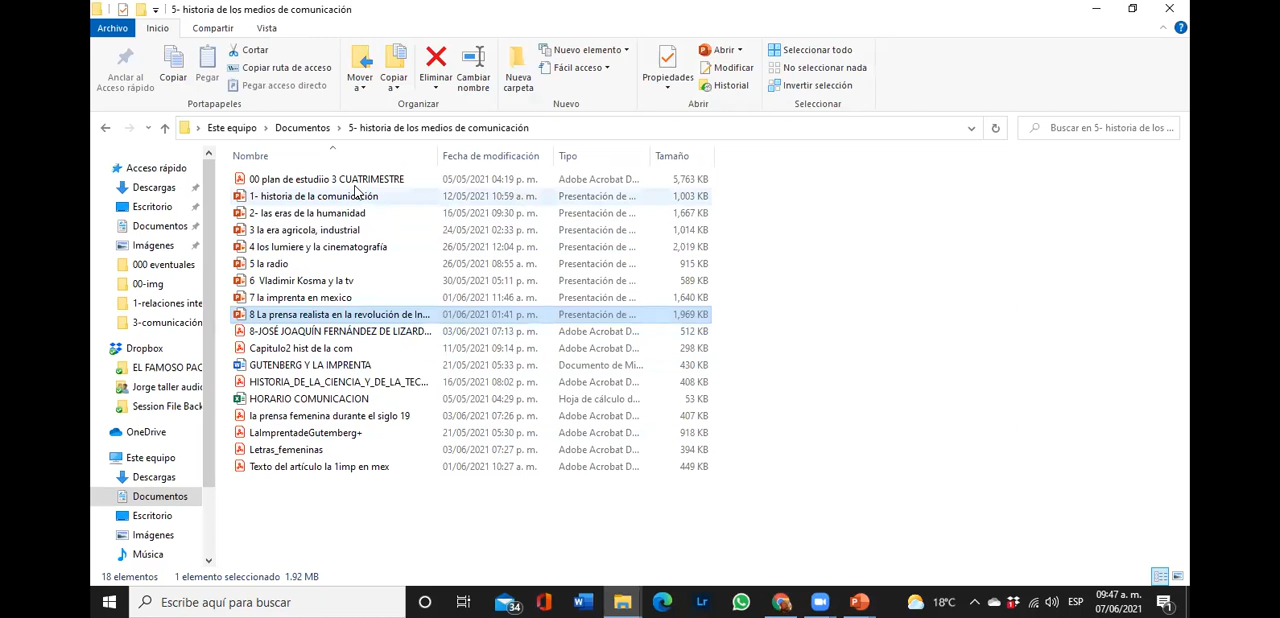 5- historia de los medios de comunicación
Archivo Inicio Compartir Vista
Anclar al Acceso rápido
Copiar
Pegar
Cortar
Copiar ruta de acceso
Pegar acceso directo
Portapapeles
Mover a
Copiar a
Eliminar
Cambiar nombre
Organizar
Nueva carpeta
Nuevo elemento
Fácil acceso
Nuevo
Propiedades
Abrir
Modificar
Historial
Abrir
Seleccionar todo
No seleccionar nada
Invertir selección
Seleccionar
Este equipo > Documentos > 5- historia de los medios de comunicación
Buscar en 5- historia de los ...
Acceso rápido
Descargas
Escritorio
Documentos
Imágenes
000 eventuales
00-img
1-relaciones inte
3-comunicación
Dropbox
EL FAMOSO PAC
Jorge taller audio
Session File Back
OneDrive
Este equipo
Descargas
Documentos
Escritorio
Imágenes
Música
Nombre Fecha de modificación Tipo Tamaño
00 plan de estudiio 3 CUATRIMESTRE 05/05/2021 04:19 p. m. Adobe Acrobat D... 5,763 KB
1- historia de la comunicación 12/05/2021 10:59 a. m. Presentación de ... 1,003 KB
2- las eras de la humanidad 16/05/2021 09:30 p. m. Presentación de ... 1,667 KB
3 la era agricola, industrial 24/05/2021 02:33 p. m. Presentación de ... 1,014 KB
4 los lumiere y la cinematografía 26/05/2021 12:04 p. m. Presentación de ... 2,019 KB
5 la radio 26/05/2021 08:55 a. m. Presentación de ... 915 KB
6 Vladimir Kosma y la tv 30/05/2021 05:11 p. m. Presentación de ... 589 KB
7 la imprenta en mexico 01/06/2021 11:46 a. m. Presentación de ... 1,640 KB
8 La prensa realista en la revolución de In... 01/06/2021 01:41 p. m. Presentación de ... 1,969 KB
8-JOSÉ JOAQUÍN FERNÁNDEZ DE LIZARD... 03/06/2021 07:13 p. m. Adobe Acrobat D... 512 KB
Capitulo2 hist de la com 11/05/2021 09:14 p. m. Adobe Acrobat D... 298 KB
GUTENBERG Y LA IMPRENTA 21/05/2021 05:33 p. m. Documento de Mi... 430 KB
HISTORIA_DE_LA_CIENCIA_Y_DE_LA_TEC... 16/05/2021 08:02 p. m. Adobe Acrobat D... 408 KB
HORARIO COMUNICACION 05/05/2021 04:29 p. m. Hoja de cálculo d... 53 KB
la prensa femenina durante el siglo 19 03/06/2021 07:26 p. m. Adobe Acrobat D... 407 KB
LaImprentadeGutemberg+ 21/05/2021 05:30 p. m. Adobe Acrobat D... 918 KB
Letras_femeninas 03/06/2021 07:27 p. m. Adobe Acrobat D... 394 KB
Texto del artículo la 1imp en mex 01/06/2021 10:27 a. m. Adobe Acrobat D... 449 KB
18 elementos 1 elemento seleccionado 1.92 MB
Escribe aquí para buscar
34
Lr
18°C
ESP
09:47 a. m.
07/06/2021
1